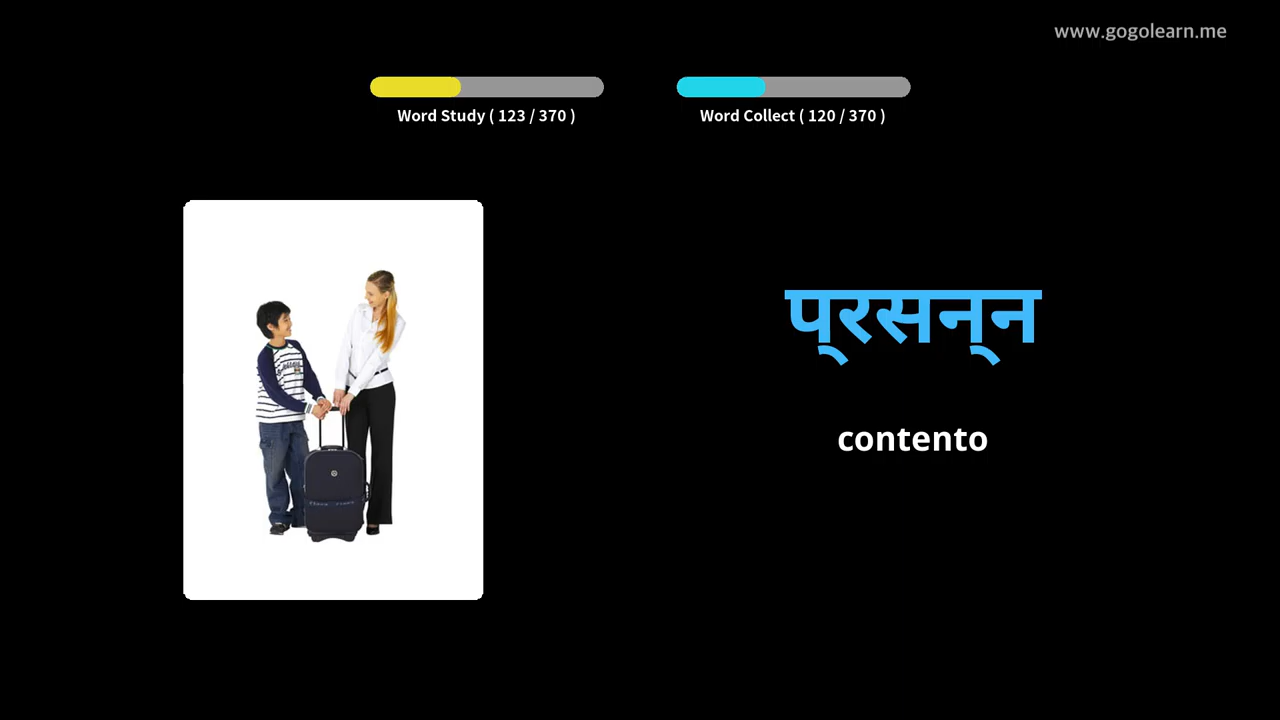 www.gogolearn.me
Word Study ( 123 / 370 )
Word Collect ( 120 / 370 )
प्रसन्न
contento